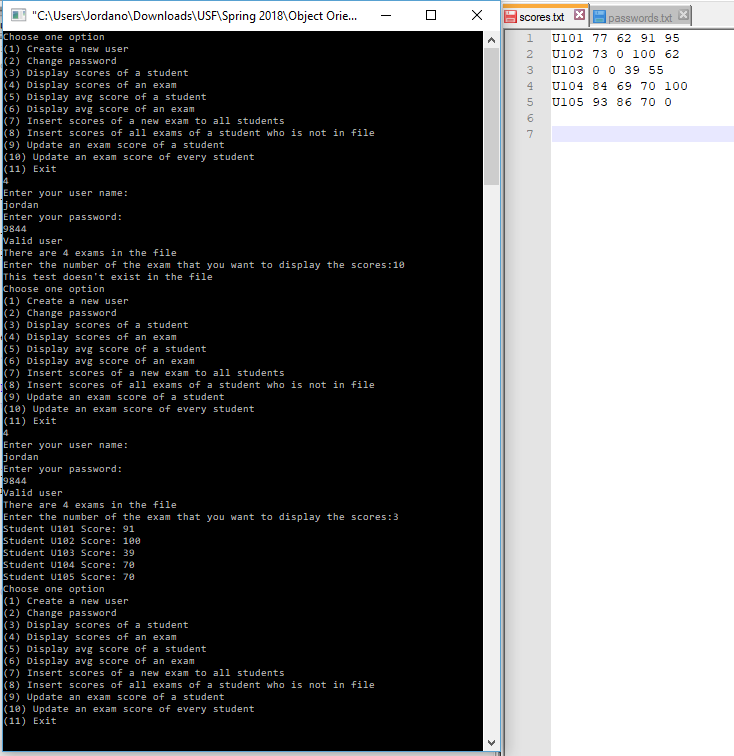 "C:\Users\Jordano\Downloads\USF\Spring 2018\Object Orie...
Choose one option
(1) Create a new user
(2) Change password
(3) Display scores of a student
(4) Display scores of an exam
(5) Display avg score of a student
(6) Display avg score of an exam
(7) Insert scores of a new exam to all students
(8) Insert scores of all exams of a student who is not in file
(9) Update an exam score of a student
(10) Update an exam score of every student
(11) Exit
4
Enter your user name:
jordan
Enter your password:
9844
Valid user
There are 4 exams in the file
Enter the number of the exam that you want to display the scores:10
This test doesn't exist in the file
Choose one option
(1) Create a new user
(2) Change password
(3) Display scores of a student
(4) Display scores of an exam
(5) Display avg score of a student
(6) Display avg score of an exam
(7) Insert scores of a new exam to all students
(8) Insert scores of all exams of a student who is not in file
(9) Update an exam score of a student
(10) Update an exam score of every student
(11) Exit
4
Enter your user name:
jordan
Enter your password:
9844
Valid user
There are 4 exams in the file
Enter the number of the exam that you want to display the scores:3
Student U101 Score: 91
Student U102 Score: 100
Student U103 Score: 39
Student U104 Score: 70
Student U105 Score: 70
Choose one option
(1) Create a new user
(2) Change password
(3) Display scores of a student
(4) Display scores of an exam
(5) Display avg score of a student
(6) Display avg score of an exam
(7) Insert scores of a new exam to all students
(8) Insert scores of all exams of a student who is not in file
(9) Update an exam score of a student
(10) Update an exam score of every student
(11) Exit
scores.txt passwords.txt
1 U101 77 62 91 95
2 U102 73 0 100 62
3 U103 0 0 39 55
4 U104 84 69 70 100
5 U105 93 86 70 0
6
7